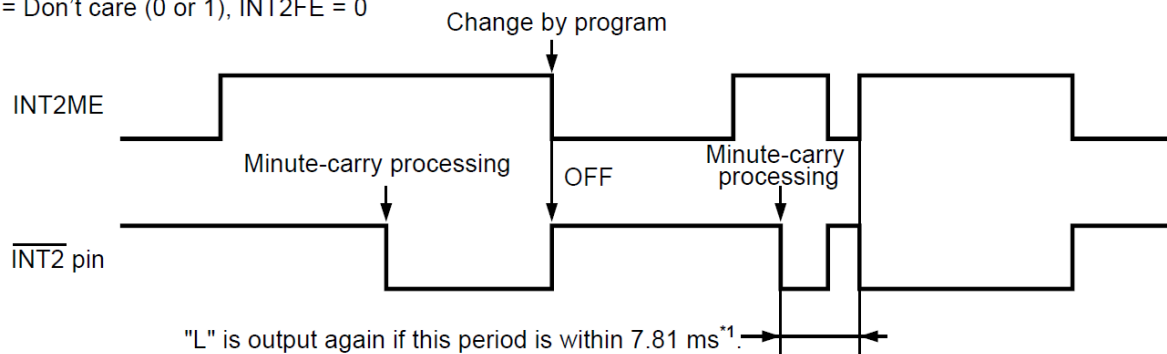 = Don't care (0 or 1), INT2FE = 0
Change by program
INT2ME
Minute-carry processing
OFF
Minute-carry
processing
INT2 pin
"L" is output again if this period is within 7.81 ms*1.